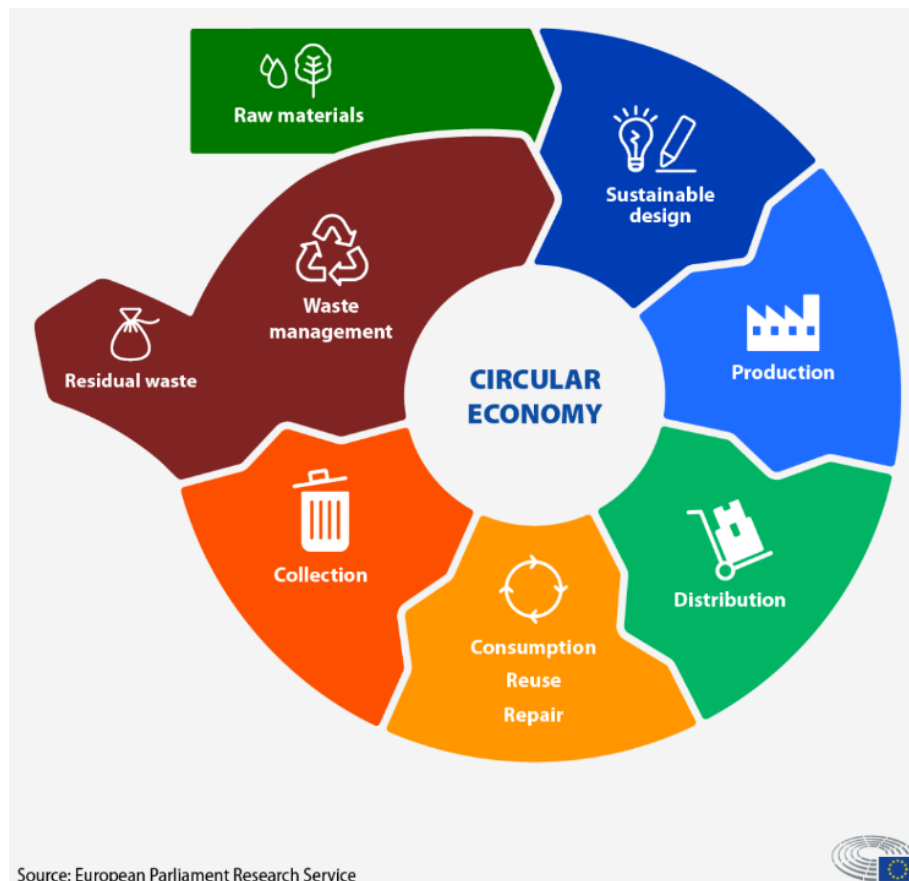 Raw materials
Sustainable
design
Production
Distribution
Consumption
Reuse
Repair
Collection
Waste
management
Residual waste
CIRCULAR
ECONOMY
Source: European Parliament Research Service